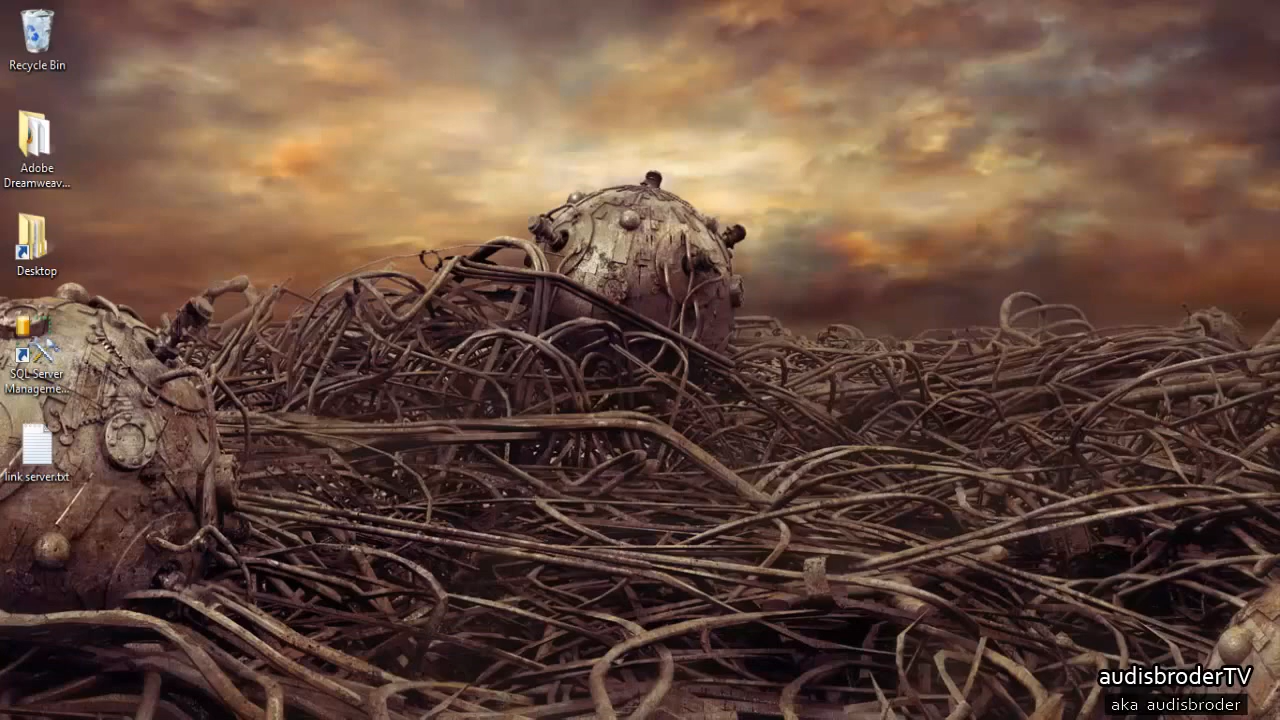 Recycle Bin
Adobe
Dreamweav...
Desktop
SQL Server
Manageme...
link server.txt
audisbroderTV
aka audisbroder